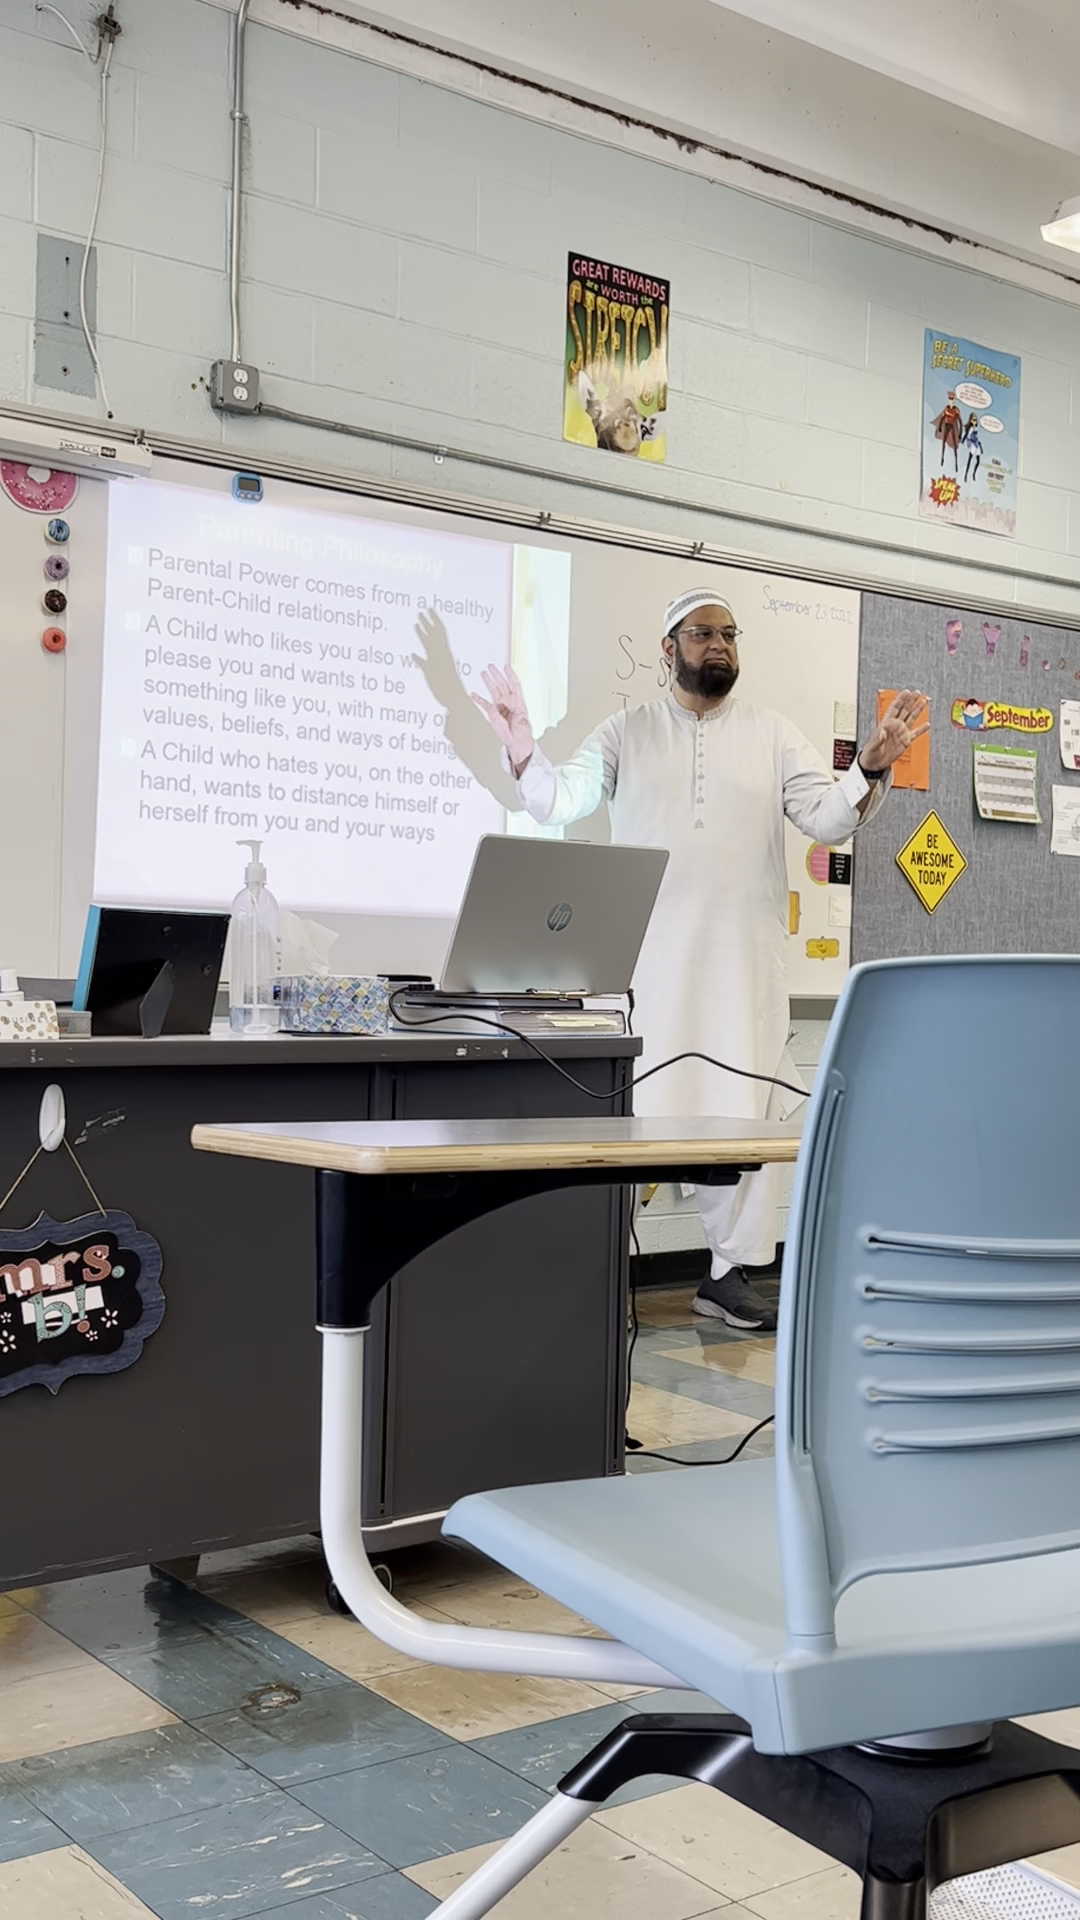 GREAT REWARDS
are WORTH the
STRETCH
BE A
SECRET SUPERHERO
SPEAK
UP!
Parenting Philosophy
Parental Power comes from a healthy
Parent-Child relationship.
A Child who likes you also to
please you and wants to be
something like you, with many
values, beliefs, and ways of being
A Child who hates you, on the other
hand, wants to distance himself or
herself from you and your ways
September
S-
September
BE
AWESOME
TODAY
hp
mrs.
b!